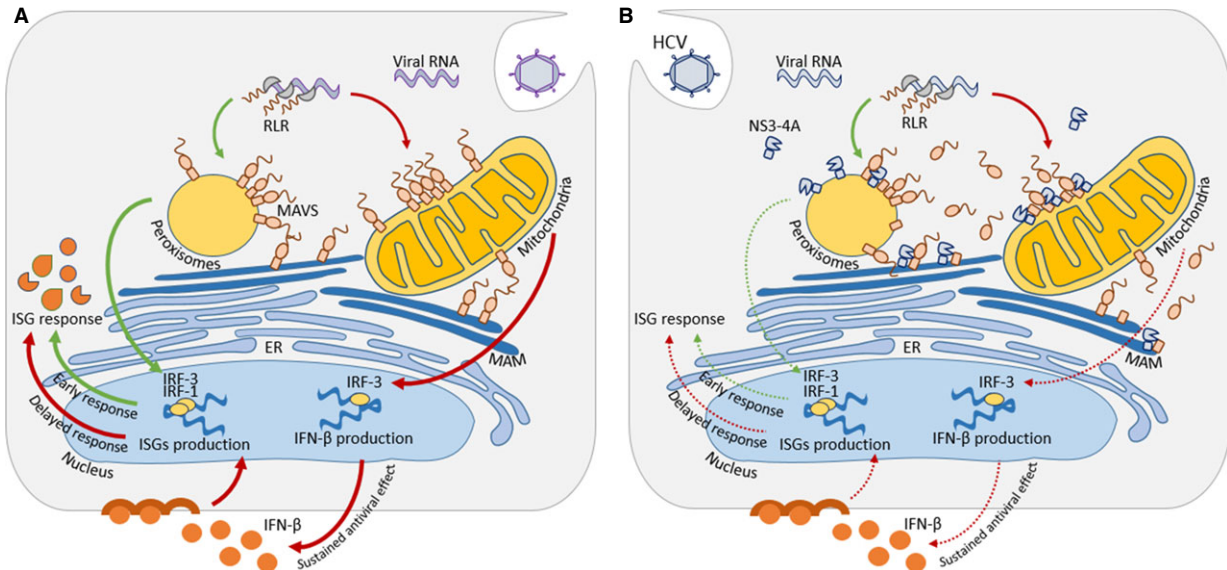 A
Viral RNA
RLR
MAVS
Peroxisomes
Mitochondria
ISG response
ER
MAM
IRF-3
IRF-1
IRF-3
Early response
Delayed response
ISGs production
IFN-β production
Nucleus
IFN-β
Sustained antiviral effect
B
HCV
Viral RNA
NS3-4A
RLR
Peroxisomes
Mitochondria
ISG response
ER
MAM
IRF-3
IRF-1
IRF-3
Early response
Delayed response
ISGs production
IFN-β production
Nucleus
IFN-β
Sustained antiviral effect